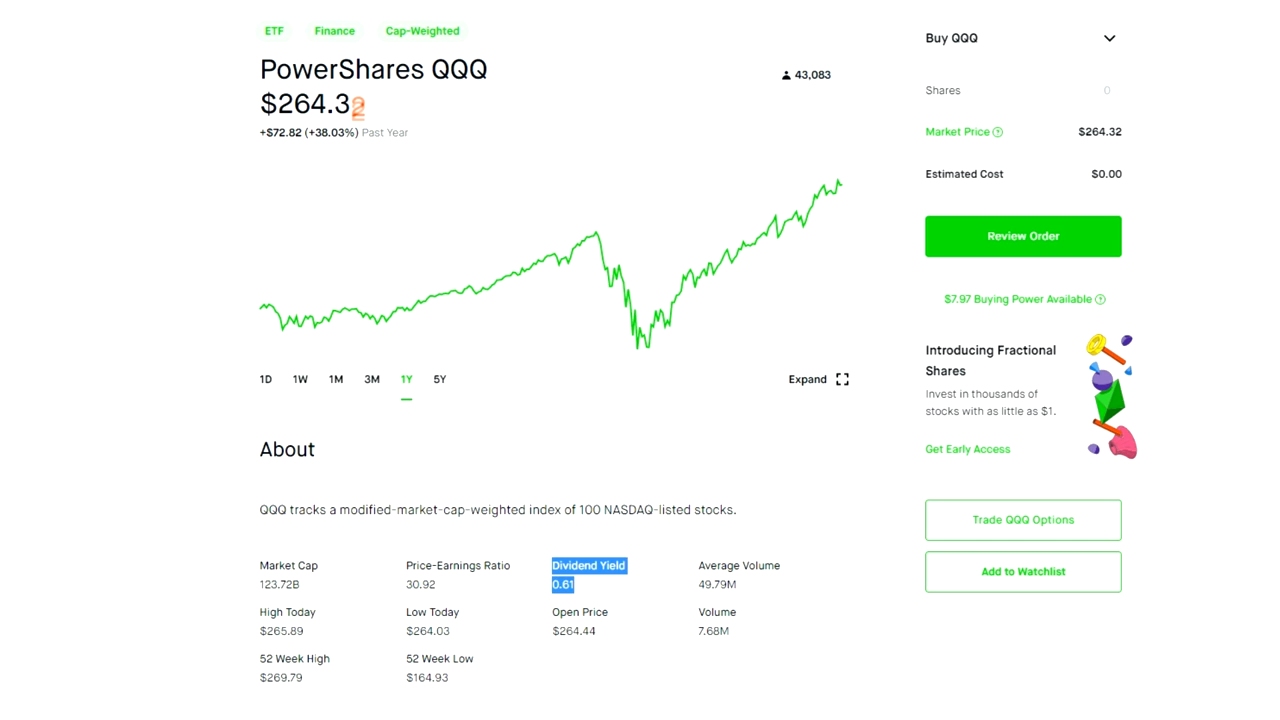 ETF Finance Cap-Weighted
PowerShares QQQ
43,083
$264.32
+$72.82 (+38.03%) Past Year
1D 1W 1M 3M 1Y 5Y
Expand
About
QQQ tracks a modified-market-cap-weighted index of 100 NASDAQ-listed stocks.
Market Cap Price-Earnings Ratio Dividend Yield Average Volume
123.72B 30.92 0.61 49.79M
High Today Low Today Open Price Volume
$265.89 $264.03 $264.44 7.68M
52 Week High 52 Week Low
$269.79 $164.93
Buy QQQ
Shares 0
Market Price $264.32
Estimated Cost $0.00
Review Order
$7.97 Buying Power Available
Introducing Fractional
Shares
Invest in thousands of
stocks with as little as $1.
Get Early Access
Trade QQQ Options
Add to Watchlist